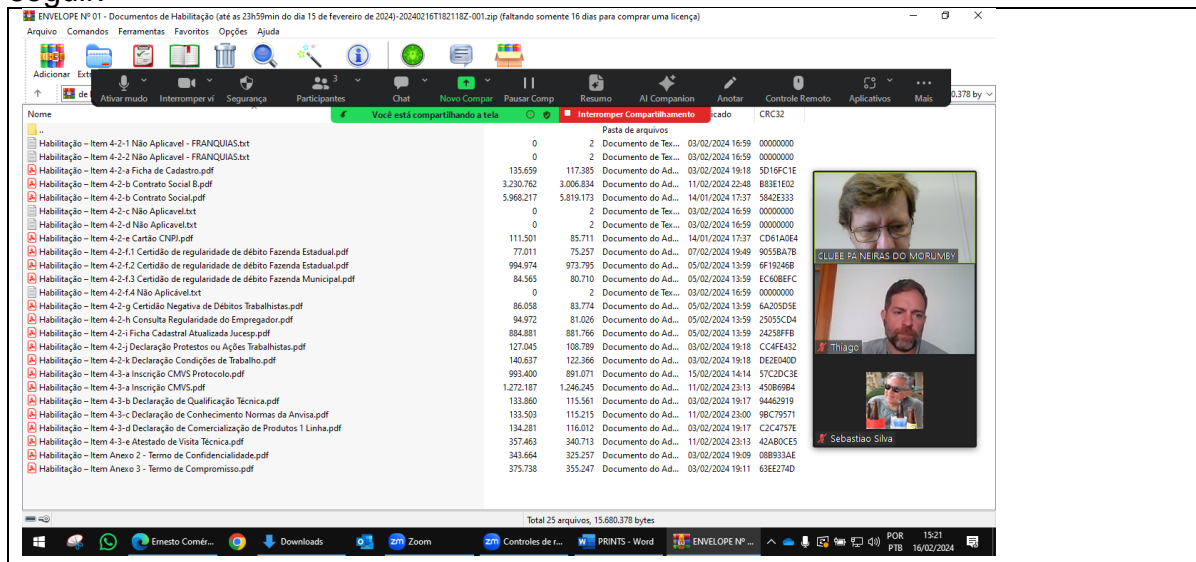 ENVELOPE Nº 01 - Documentos de Habilitação (até as 23h59min do dia 15 de fevereiro de 2024)-20240216T182118Z-001.zip (faltando somente 16 dias para comprar uma licença)
Arquivo Comandos Ferramentas Favoritos Opções Ajuda
Adicionar
Ativar mudo Interromper ví Segurança Participantes 3 Chat Novo Compar Pausar Comp Resumo AI Companion Anotar Controle Remoto Aplicativos Mais
Você está compartilhando a tela Interromper Compartilhamento
Nome CRC32
.. Pasta de arquivos
Habilitação – Item 4-2-1 Não Aplicavel - FRANQUIAS.txt 0 2 Documento de Tex... 03/02/2024 16:59 00000000
Habilitação – Item 4-2-2 Não Aplicavel - FRANQUIAS.txt 0 2 Documento de Tex... 03/02/2024 16:59 00000000
Habilitação – Item 4-2-a Ficha de Cadastro.pdf 135.659 117.385 Documento do Ad... 03/02/2024 19:18 5D16FC1E
Habilitação – Item 4-2-b Contrato Social B.pdf 3.230.762 3.006.834 Documento do Ad... 11/02/2024 22:48 B83E1E02
Habilitação – Item 4-2-b Contrato Social.pdf 5.968.217 5.819.173 Documento do Ad... 14/01/2024 17:37 5842E333
Habilitação – Item 4-2-c Não Aplicavel.txt 0 2 Documento de Tex... 03/02/2024 16:59 00000000
Habilitação – Item 4-2-d Não Aplicavel.txt 0 2 Documento de Tex... 03/02/2024 16:59 00000000
Habilitação – Item 4-2-e Cartão CNPJ.pdf 111.501 85.711 Documento do Ad... 14/01/2024 17:37 CD61A0E4
Habilitação – Item 4-2-f.1 Certidão de regularidade de débito Fazenda Estadual.pdf 77.011 75.257 Documento do Ad... 07/02/2024 19:49 9055BA7B
Habilitação – Item 4-2-f.2 Certidão de regularidade de débito Fazenda Estadual.pdf 994.974 973.795 Documento do Ad... 05/02/2024 13:59 6F19246B
Habilitação – Item 4-2-f.3 Certidão de regularidade de débito Fazenda Municipal.pdf 84.565 80.710 Documento do Ad... 05/02/2024 13:59 EC60BEFC
Habilitação – Item 4-2-f.4 Não Aplicável.txt 0 2 Documento de Tex... 03/02/2024 16:59 00000000
Habilitação – Item 4-2-g Certidão Negativa de Débitos Trabalhistas.pdf 86.058 83.774 Documento do Ad... 05/02/2024 13:59 6A205D5E
Habilitação – Item 4-2-h Consulta Regularidade do Empregador.pdf 94.972 81.026 Documento do Ad... 05/02/2024 13:59 25055CD4
Habilitação – Item 4-2-i Ficha Cadastral Atualizada Jucesp.pdf 884.881 881.766 Documento do Ad... 05/02/2024 13:59 24258FFB
Habilitação – Item 4-2-j Declaração Protestos ou Ações Trabalhistas.pdf 127.045 108.789 Documento do Ad... 03/02/2024 19:18 CC4FE432
Habilitação – Item 4-2-k Declaração Condições de Trabalho.pdf 140.637 122.366 Documento do Ad... 03/02/2024 19:18 DE2E040D
Habilitação – Item 4-3-a Inscrição CMVS Protocolo.pdf 993.400 891.071 Documento do Ad... 15/02/2024 14:14 57C2DC3E
Habilitação – Item 4-3-a Inscrição CMVS.pdf 1.272.187 1.246.245 Documento do Ad... 11/02/2024 23:13 450B69B4
Habilitação – Item 4-3-b Declaração de Qualificação Técnica.pdf 133.860 115.561 Documento do Ad... 03/02/2024 19:17 94462919
Habilitação – Item 4-3-c Declaração de Conhecimento Normas da Anvisa.pdf 133.503 115.215 Documento do Ad... 11/02/2024 23:00 9BC79571
Habilitação – Item 4-3-d Declaração de Comercialização de Produtos 1 Linha.pdf 134.281 116.012 Documento do Ad... 03/02/2024 19:17 C2C4757E
Habilitação – Item 4-3-e Atestado de Visita Técnica.pdf 357.463 340.713 Documento do Ad... 11/02/2024 23:13 42AB0CE5
Habilitação – Item Anexo 2 - Termo de Confidencialidade.pdf 343.664 325.257 Documento do Ad... 03/02/2024 19:09 08B933AE
Habilitação – Item Anexo 3 - Termo de Compromisso.pdf 375.738 355.247 Documento do Ad... 03/02/2024 19:11 63EE274D
CLUBE PANEIRAS DO MORUMBY
Thiago
Sebastiao Silva
Total 25 arquivos, 15.680.378 bytes
Ernesto Comér... Downloads Zoom Controles de r... PRINTS - Word ENVELOPE Nº ... POR 15:21
PTB 16/02/2024